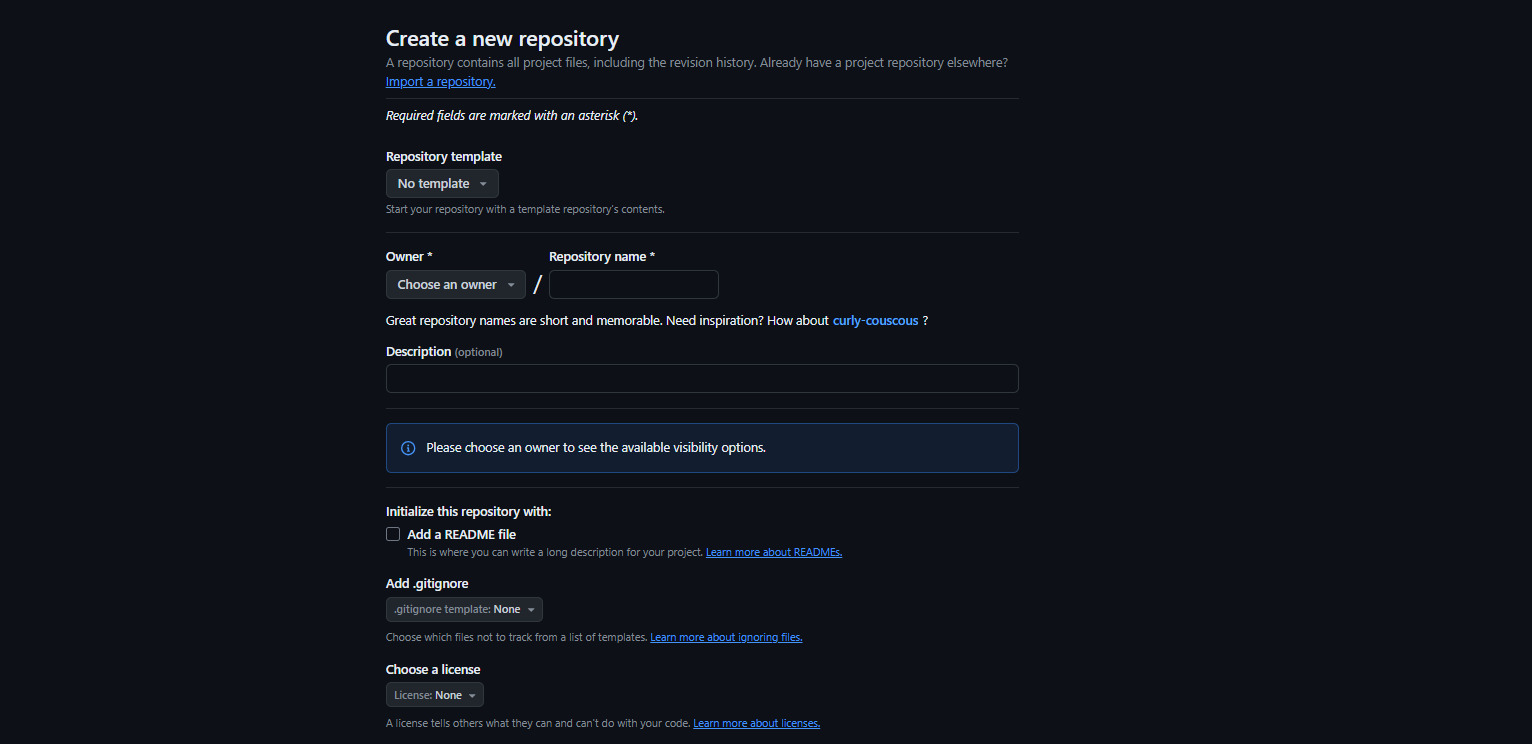 Create a new repository
A repository contains all project files, including the revision history. Already have a project repository elsewhere?
Import a repository.
Required fields are marked with an asterisk (*).
Repository template
No template
Start your repository with a template repository's contents.
Owner * Repository name *
Choose an owner /
Great repository names are short and memorable. Need inspiration? How about curly-couscous ?
Description (optional)
Please choose an owner to see the available visibility options.
Initialize this repository with:
Add a README file
This is where you can write a long description for your project. Learn more about READMEs.
Add .gitignore
.gitignore template: None
Choose which files not to track from a list of templates. Learn more about ignoring files.
Choose a license
License: None
A license tells others what they can and can't do with your code. Learn more about licenses.